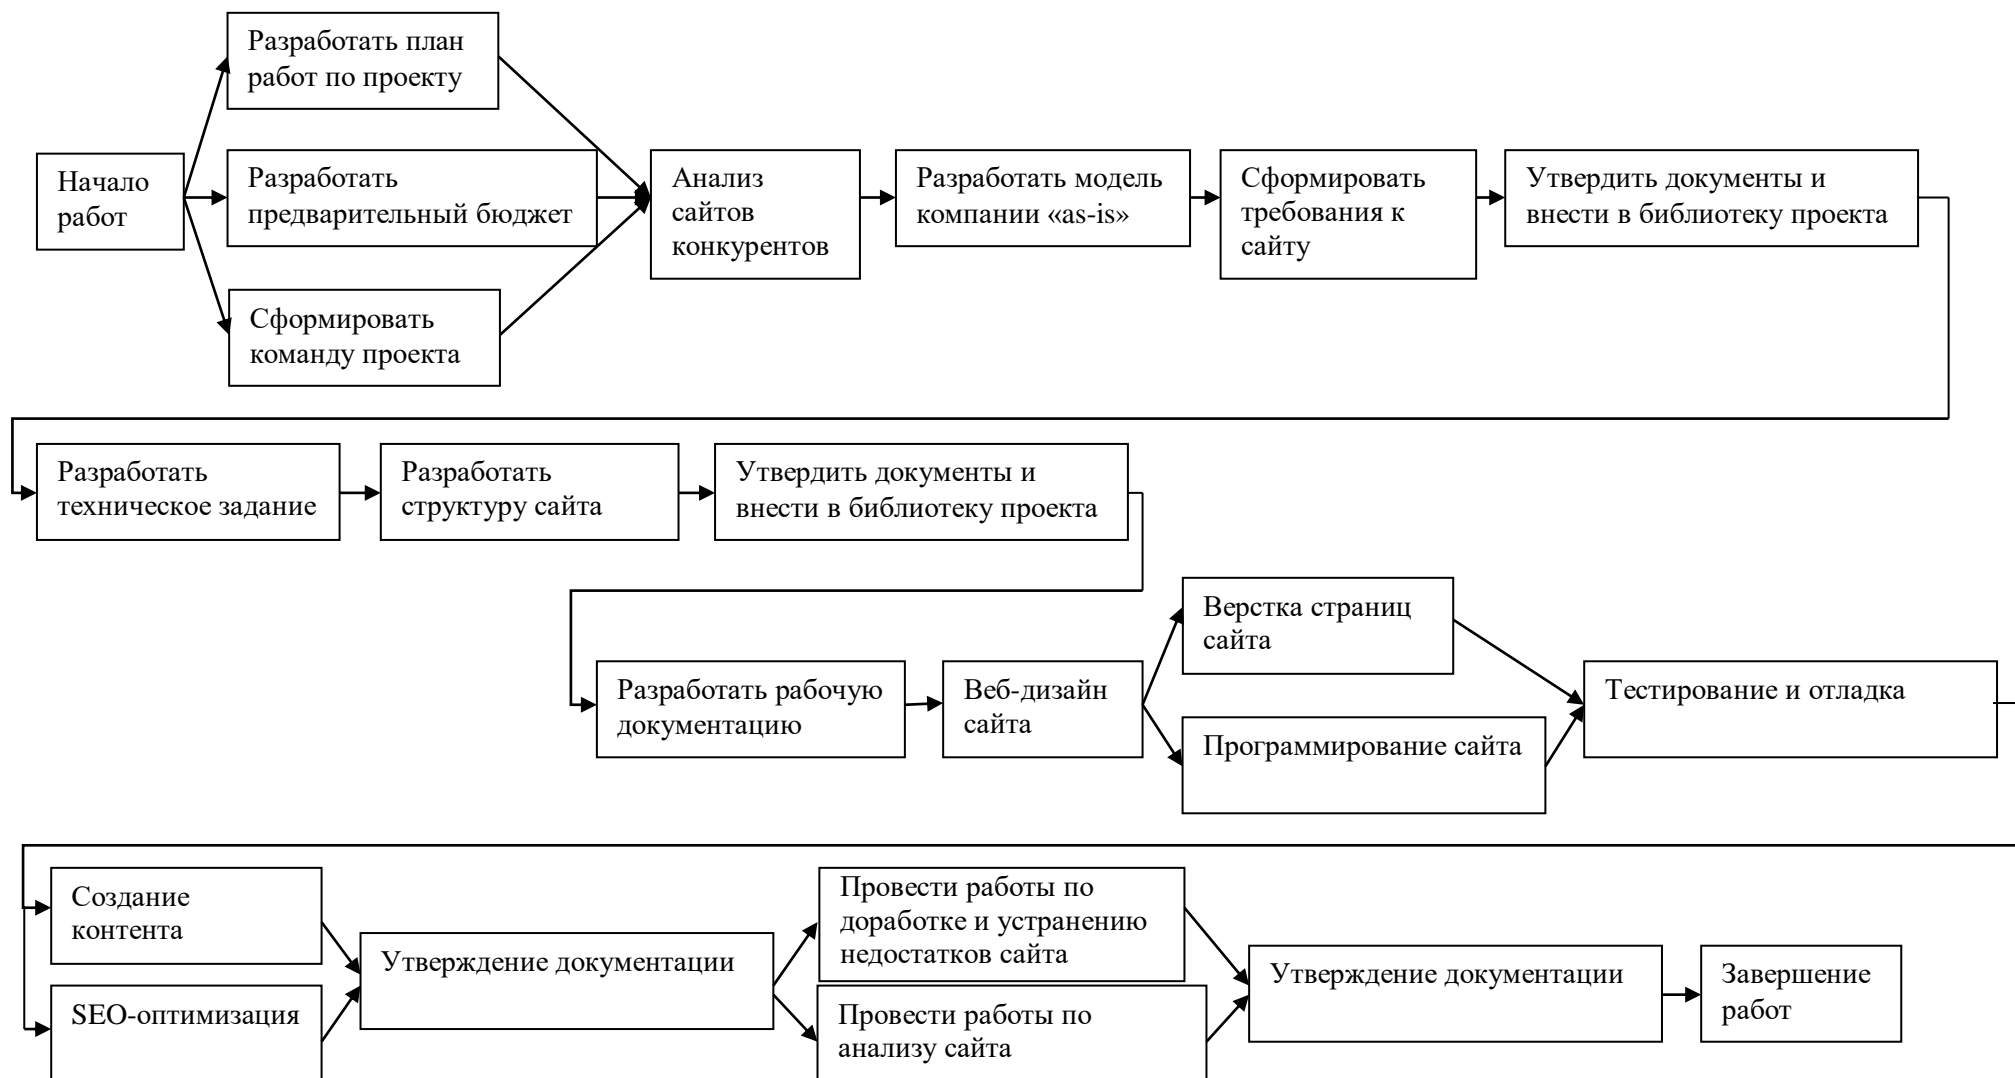 Разработать план
работ по проекту
Начало
работ
Разработать
предварительный бюджет
Сформировать
команду проекта
Анализ
сайтов
конкурентов
Разработать модель
компании «as-is»
Сформировать
требования к
сайту
Утвердить документы и
внести в библиотеку проекта
Разработать
техническое задание
Разработать
структуру сайта
Утвердить документы и
внести в библиотеку проекта
Разработать рабочую
документацию
Веб-дизайн
сайта
Верстка страниц
сайта
Программирование сайта
Тестирование и отладка
Создание
контента
SEO-оптимизация
Утверждение документации
Провести работы по
доработке и устранению
недостатков сайта
Провести работы по
анализу сайта
Утверждение документации
Завершение
работ